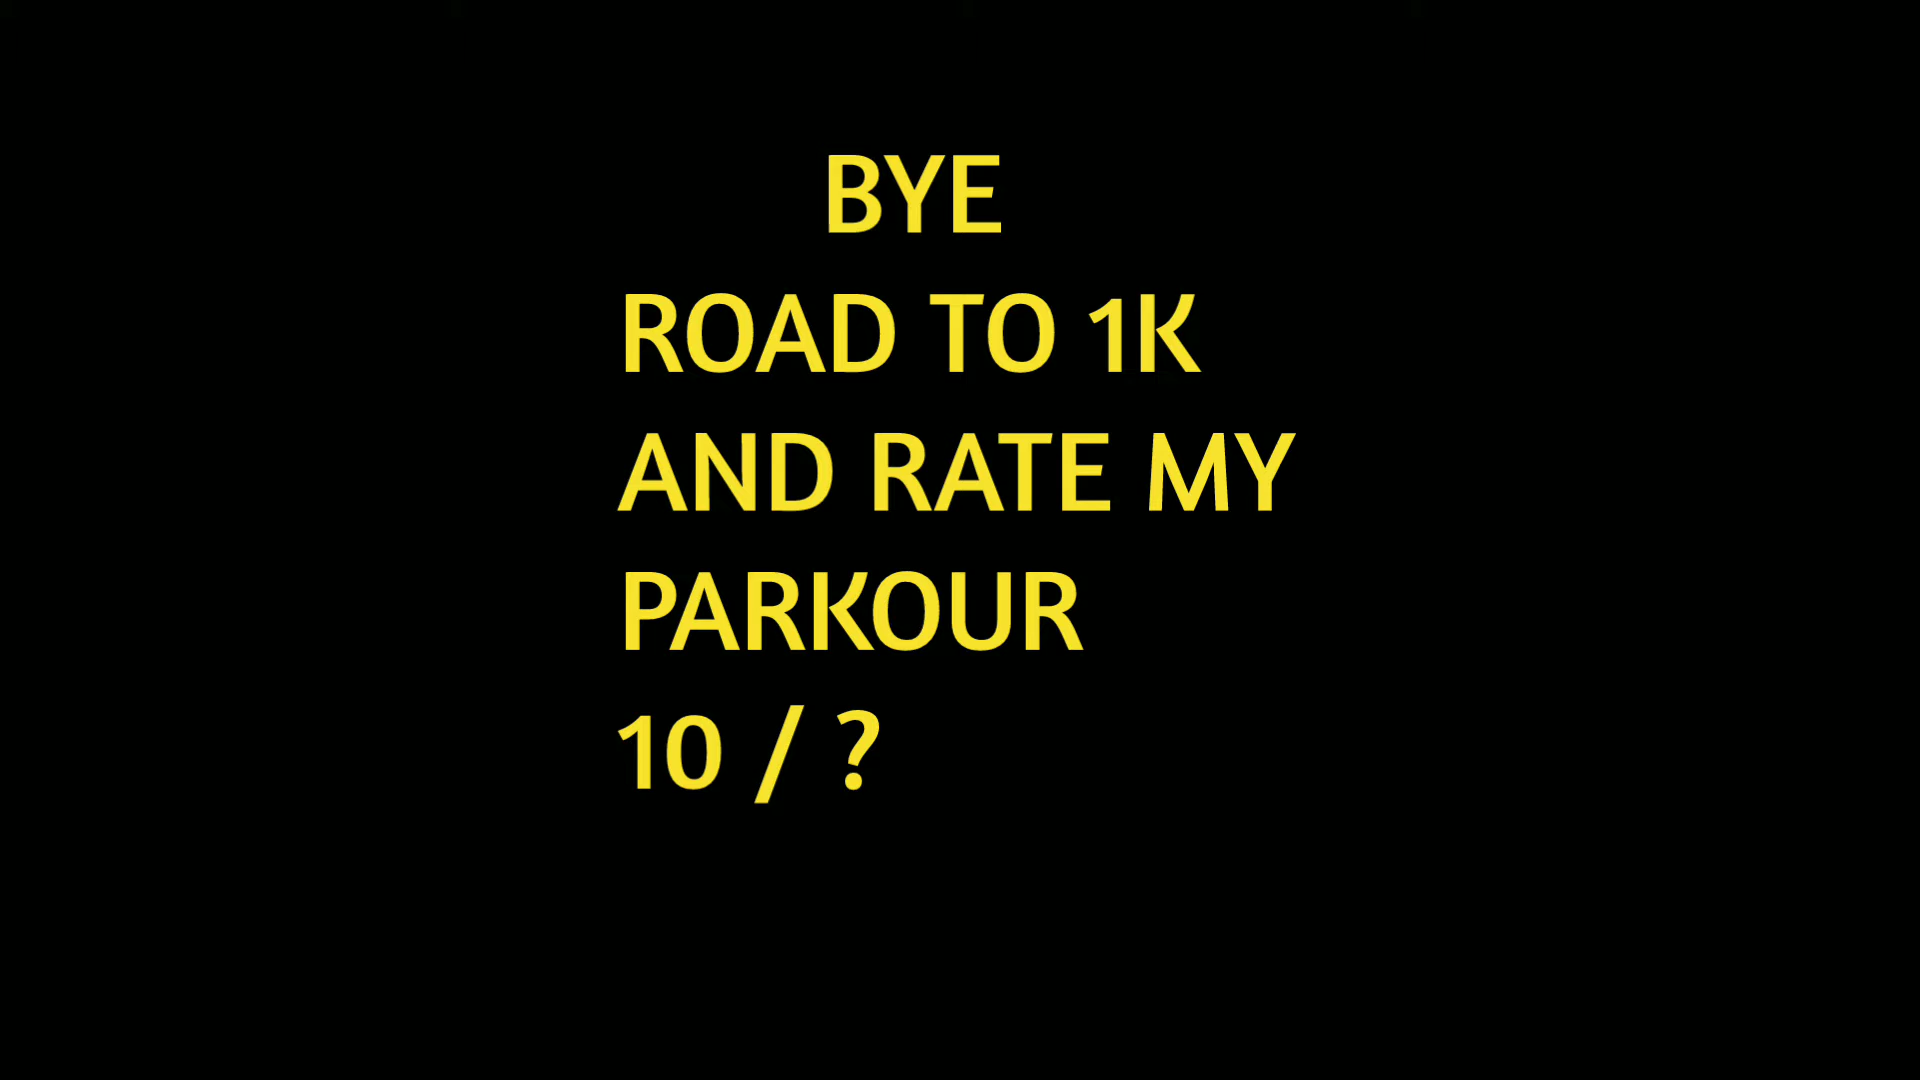 BYE
ROAD TO 1K
AND RATE MY
PARKOUR
10 / ?